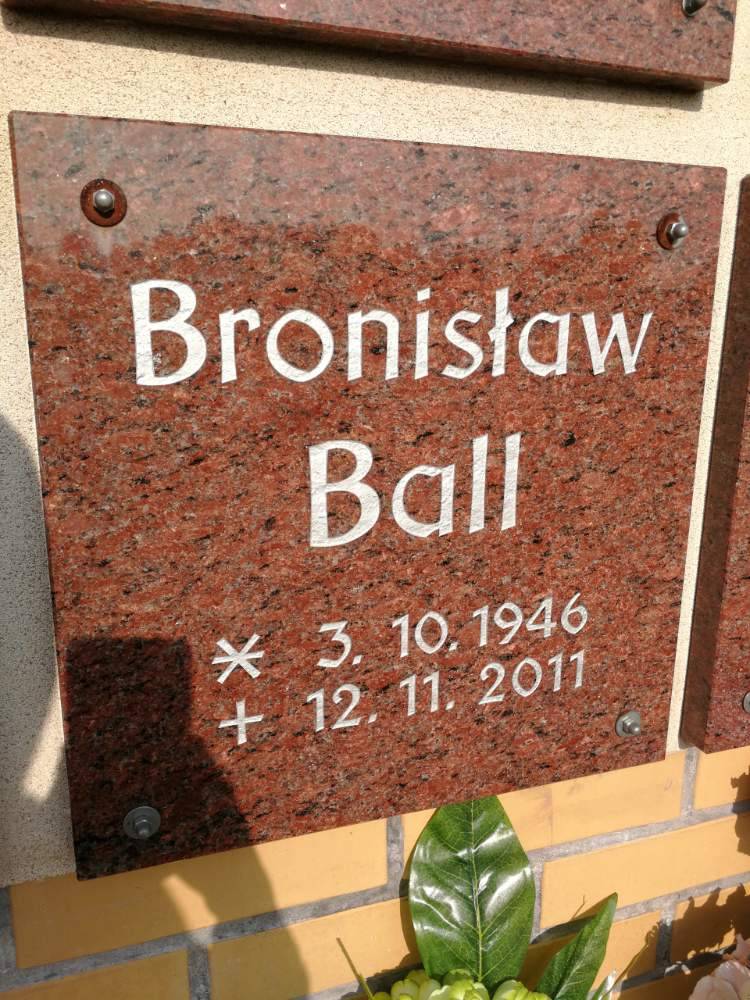 Bronisław
Ball
* 3. 10. 1946
+ 12. 11. 2011